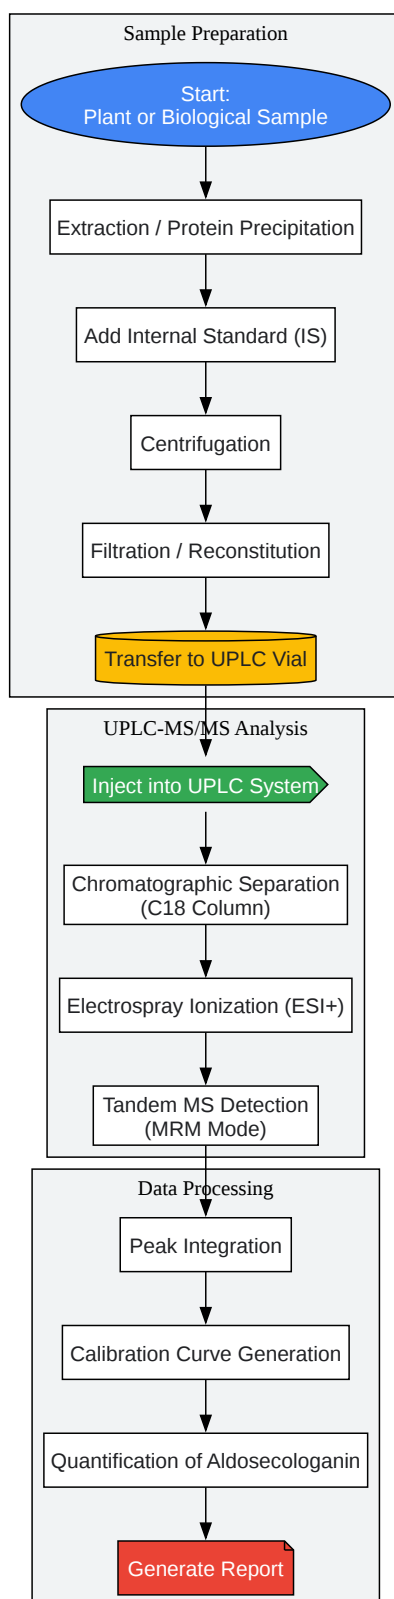 Sample Preparation
Start:
Plant or Biological Sample
Extraction / Protein Precipitation
Add Internal Standard (IS)
Centrifugation
Filtration / Reconstitution
Transfer to UPLC Vial
UPLC-MS/MS Analysis
Inject into UPLC System
Chromatographic Separation
(C18 Column)
Electrospray Ionization (ESI+)
Tandem MS Detection
(MRM Mode)
Data Processing
Peak Integration
Calibration Curve Generation
Quantification of Aldosecologanin
Generate Report